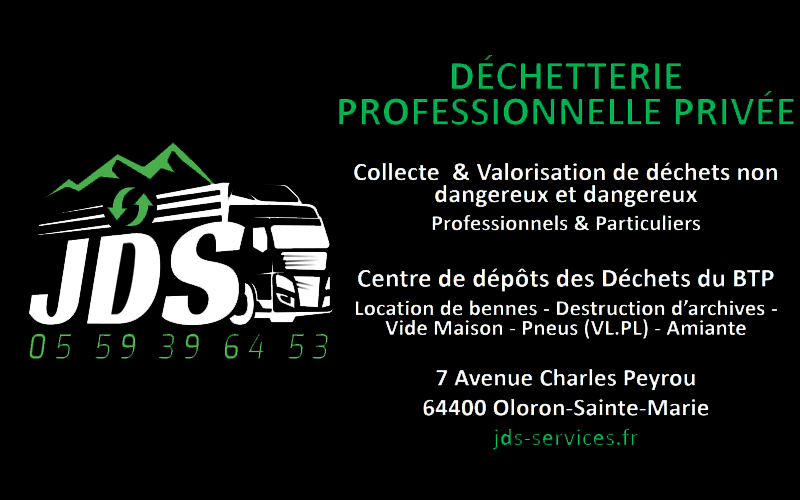 DÉCHETTERIE
PROFESSIONNELLE PRIVÉE
Collecte & Valorisation de déchets non
dangereux et dangereux
Professionnels & Particuliers
Centre de dépôts des Déchets du BTP
Location de bennes - Destruction d'archives -
Vide Maison - Pneus (VL.PL) - Amiante
7 Avenue Charles Peyrou
64400 Oloron-Sainte-Marie
jds-services.fr
JDS
05 59 39 64 53